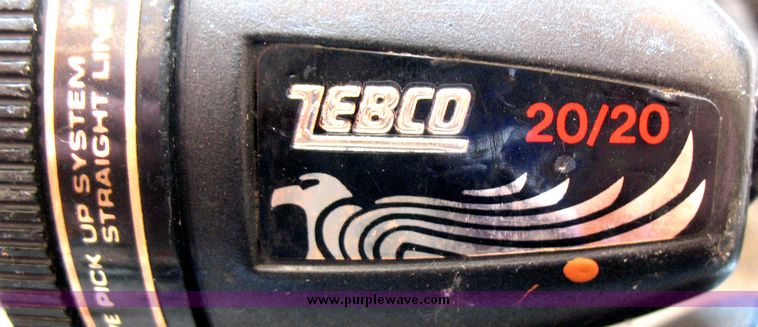 ZEBCO
20/20
PICK UP SYSTEM
STRAIGHT LINE
www.purplewave.com